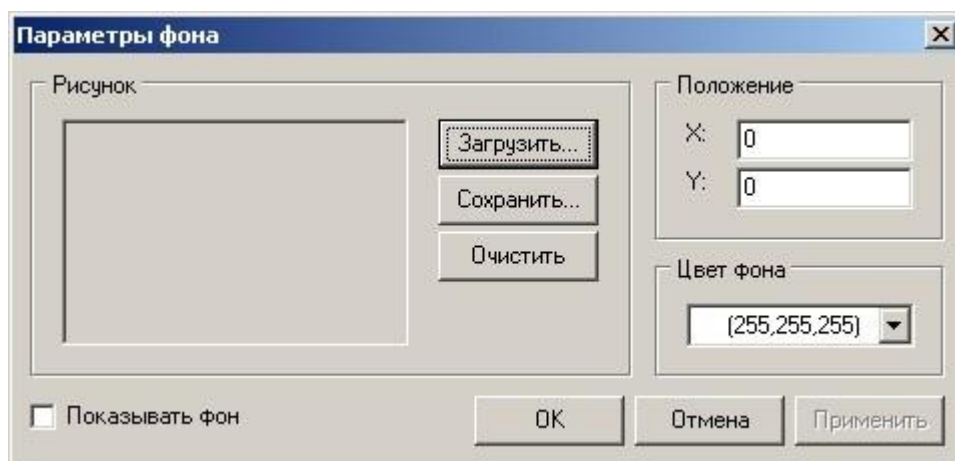 Параметры фона
Рисунок
Загрузить...
Сохранить...
Очистить
Положение
X: 0
Y: 0
Цвет фона
(255,255,255)
Показывать фон
OK
Отмена
Применить